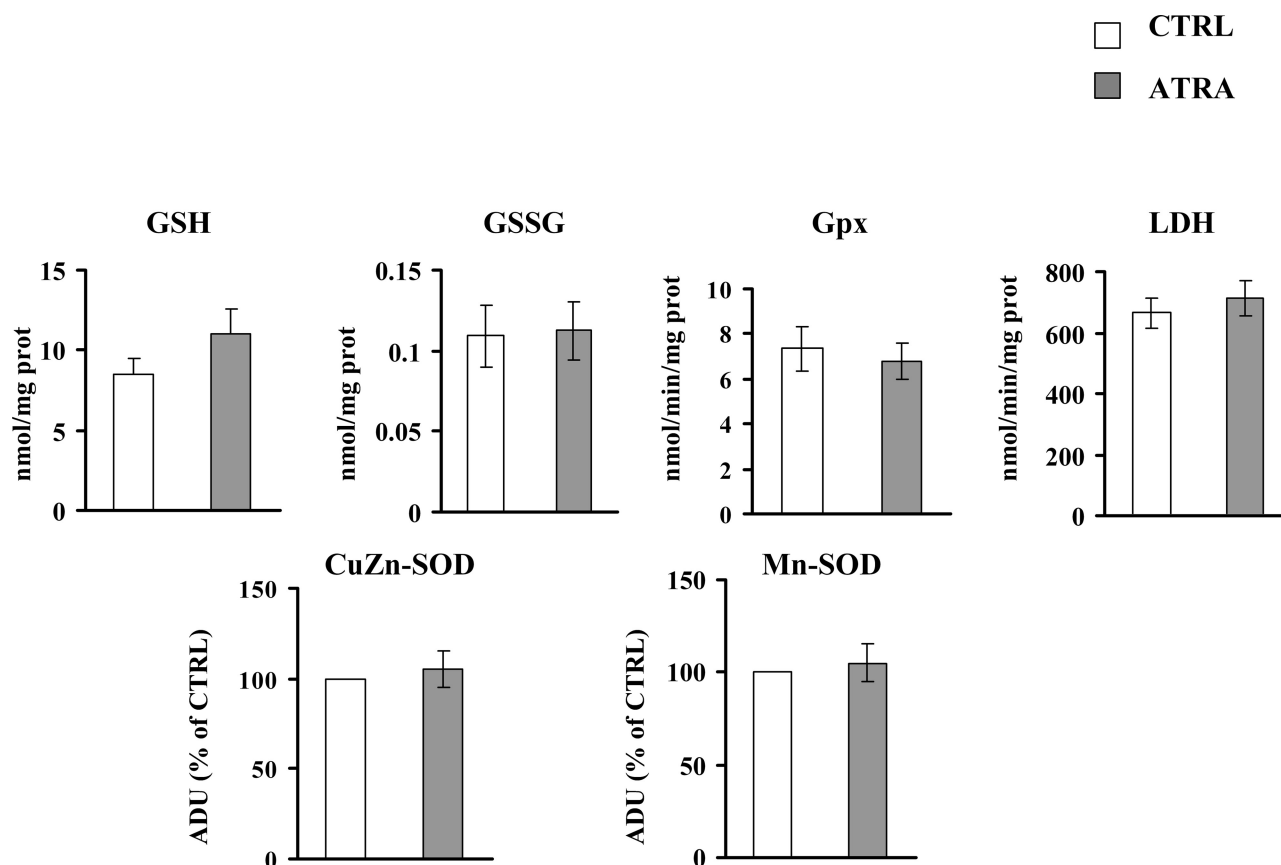 CTRL
ATRA
GSH
nmol/mg prot
15
10
5
0
GSSG
nmol/mg prot
0.15
0.1
0.05
0
Gpx
nmol/min/mg prot
10
8
6
4
2
0
LDH
nmol/min/mg prot
800
600
400
200
0
CuZn-SOD
ADU (% of CTRL)
150
100
50
0
Mn-SOD
ADU (% of CTRL)
150
100
50
0